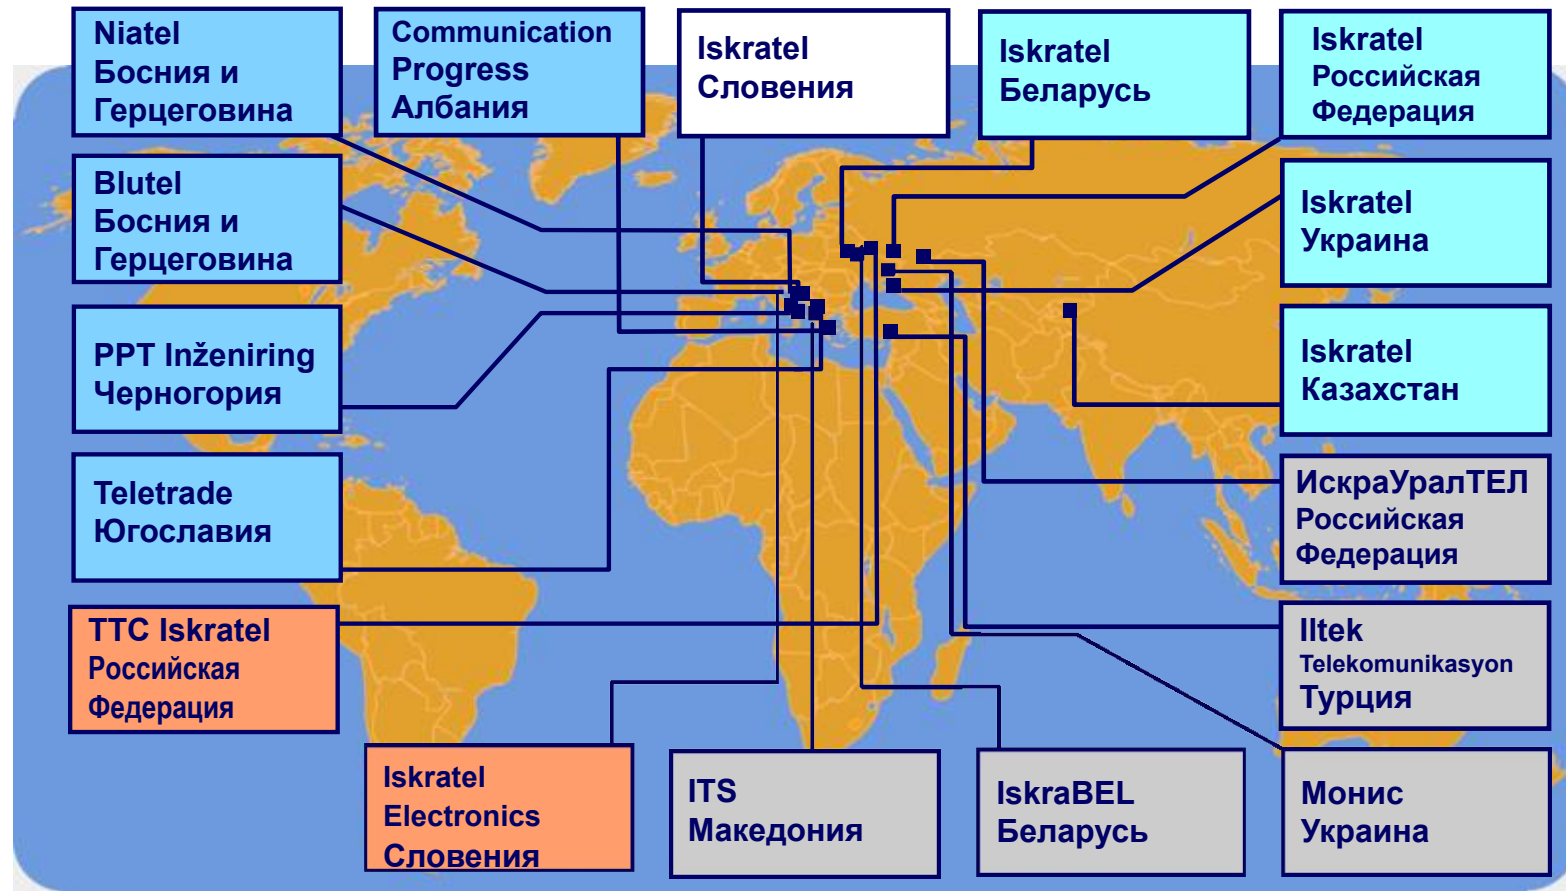 Niatel
Босния и
Герцеговина
Communication
Progress
Албания
Iskratel
Словения
Iskratel
Беларусь
Iskratel
Российская
Федерация
Blutel
Босния и
Герцеговина
Iskratel
Украина
PPT Inženiring
Черногория
Iskratel
Казахстан
Teletrade
Югославия
ИскраУралТЕЛ
Российская
Федерация
TTC Iskratel
Российская
Федерация
Iltek
Telekomunikasyon
Турция
Iskratel
Electronics
Словения
ITS
Македония
IskraBEL
Беларусь
Монис
Украина